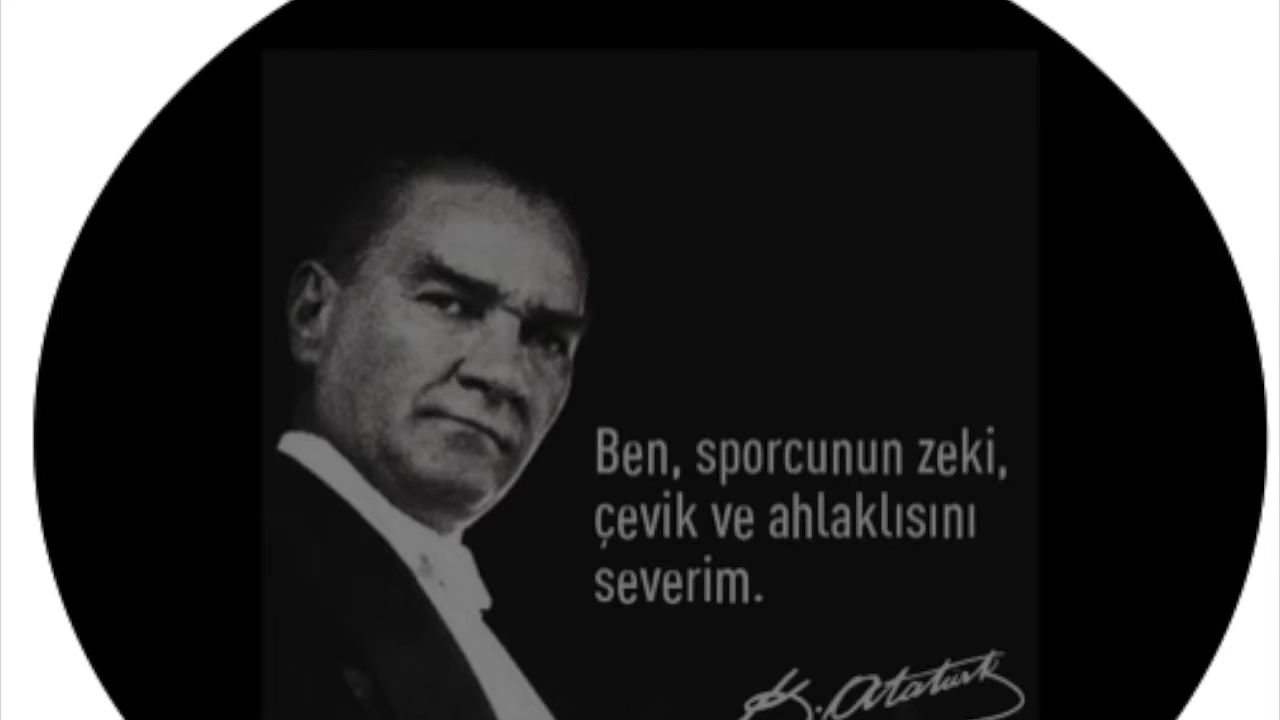 Ben, sporcunun zeki,
çevik ve ahlaklısını
severim.
K. Atatürk